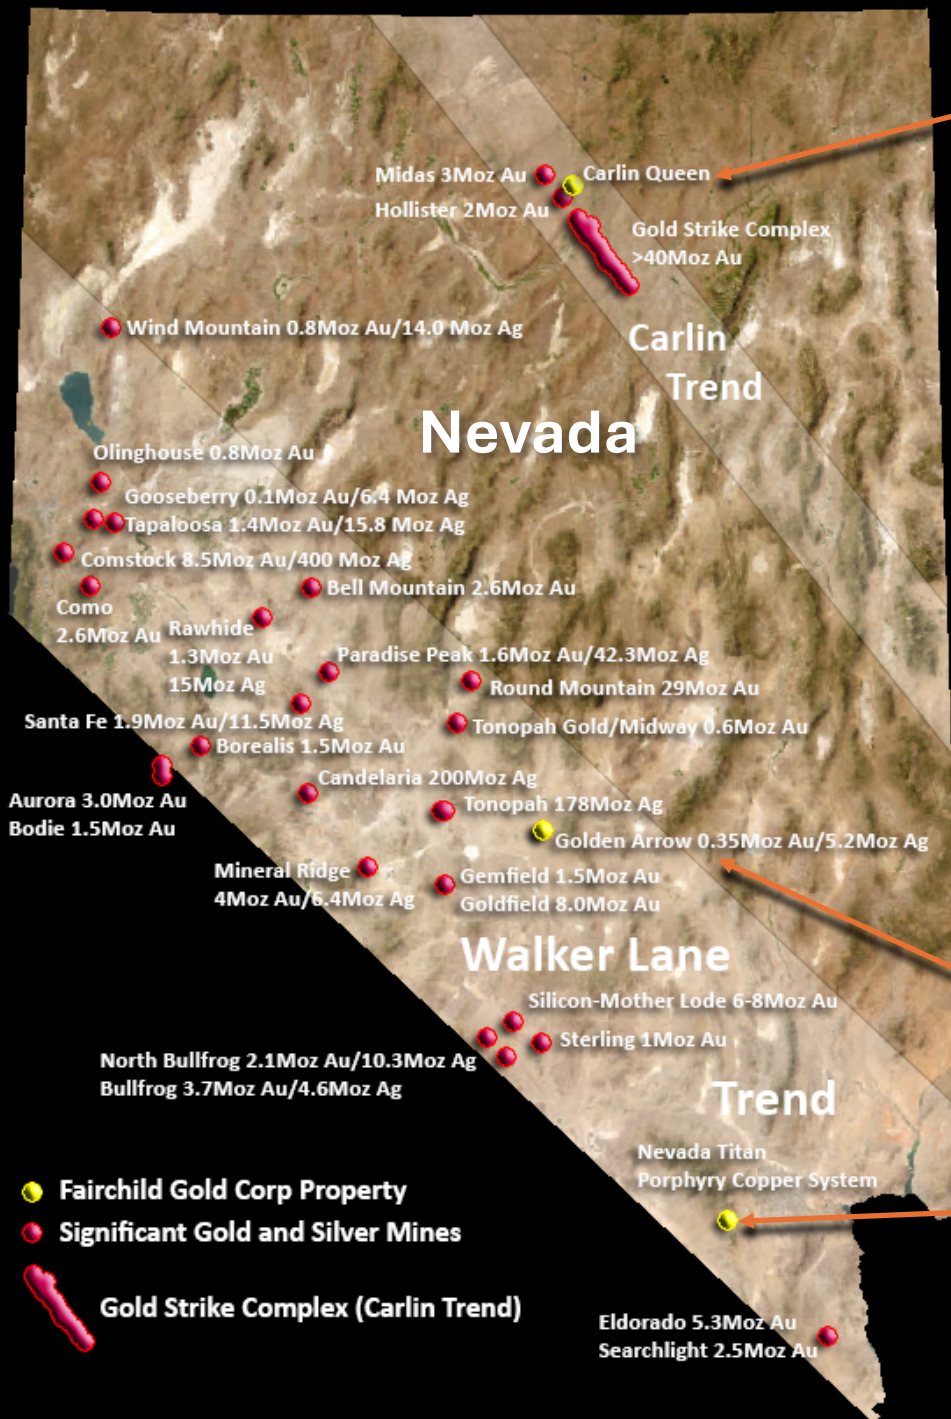 Midas 3Moz Au
Carlin Queen
Hollister 2Moz Au
Gold Strike Complex
>40Moz Au
Wind Mountain 0.8Moz Au/14.0 Moz Ag
Carlin
Trend
Nevada
Olinghouse 0.8Moz Au
Gooseberry 0.1Moz Au/6.4 Moz Ag
Tapaloosa 1.4Moz Au/15.8 Moz Ag
Comstock 8.5Moz Au/400 Moz Ag
Bell Mountain 2.6Moz Au
Como
2.6Moz Au
Rawhide
1.3Moz Au
15Moz Ag
Paradise Peak 1.6Moz Au/42.3Moz Ag
Round Mountain 29Moz Au
Santa Fe 1.9Moz Au/11.5Moz Ag
Tonopah Gold/Midway 0.6Moz Au
Borealis 1.5Moz Au
Candelaria 200Moz Ag
Aurora 3.0Moz Au
Bodie 1.5Moz Au
Tonopah 178Moz Ag
Golden Arrow 0.35Moz Au/5.2Moz Ag
Mineral Ridge
4Moz Au/6.4Moz Ag
Gemfield 1.5Moz Au
Goldfield 8.0Moz Au
Walker Lane
Silicon-Mother Lode 6-8Moz Au
Sterling 1Moz Au
North Bullfrog 2.1Moz Au/10.3Moz Ag
Bullfrog 3.7Moz Au/4.6Moz Ag
Trend
Nevada Titan
Porphyry Copper System
Fairchild Gold Corp Property
Significant Gold and Silver Mines
Gold Strike Complex (Carlin Trend)
Eldorado 5.3Moz Au
Searchlight 2.5Moz Au